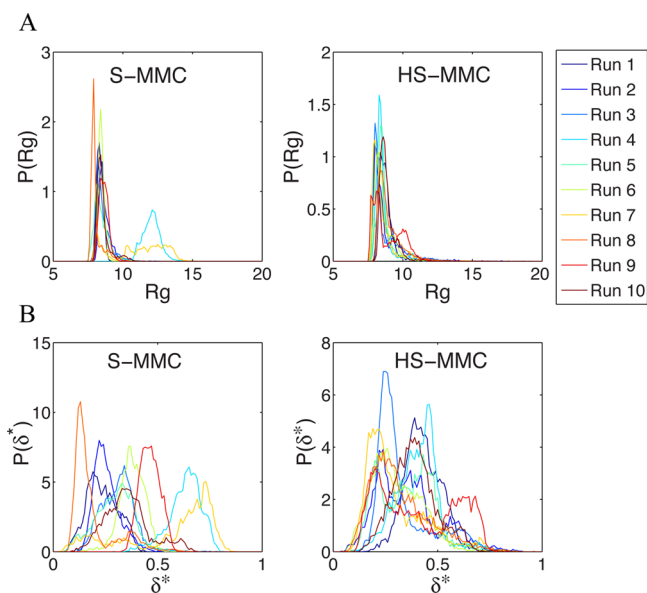 A
S−MMC
P(Rg)
3
2
1
0
5
10
15
20
Rg
HS−MMC
P(Rg)
2
1.5
1
0.5
0
5
10
15
20
Rg
Run 1
Run 2
Run 3
Run 4
Run 5
Run 6
Run 7
Run 8
Run 9
Run 10
B
S−MMC
P(δ*)
15
10
5
0
0
0.5
1
δ*
HS−MMC
P(δ*)
8
6
4
2
0
0
0.5
1
δ*